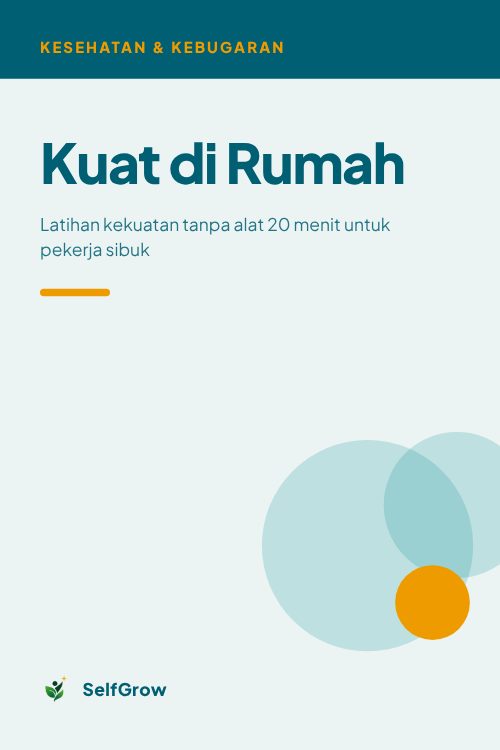 KESEHATAN & KEBUGARAN
Kuat di Rumah
Latihan kekuatan tanpa alat 20 menit untuk
pekerja sibuk
SelfGrow